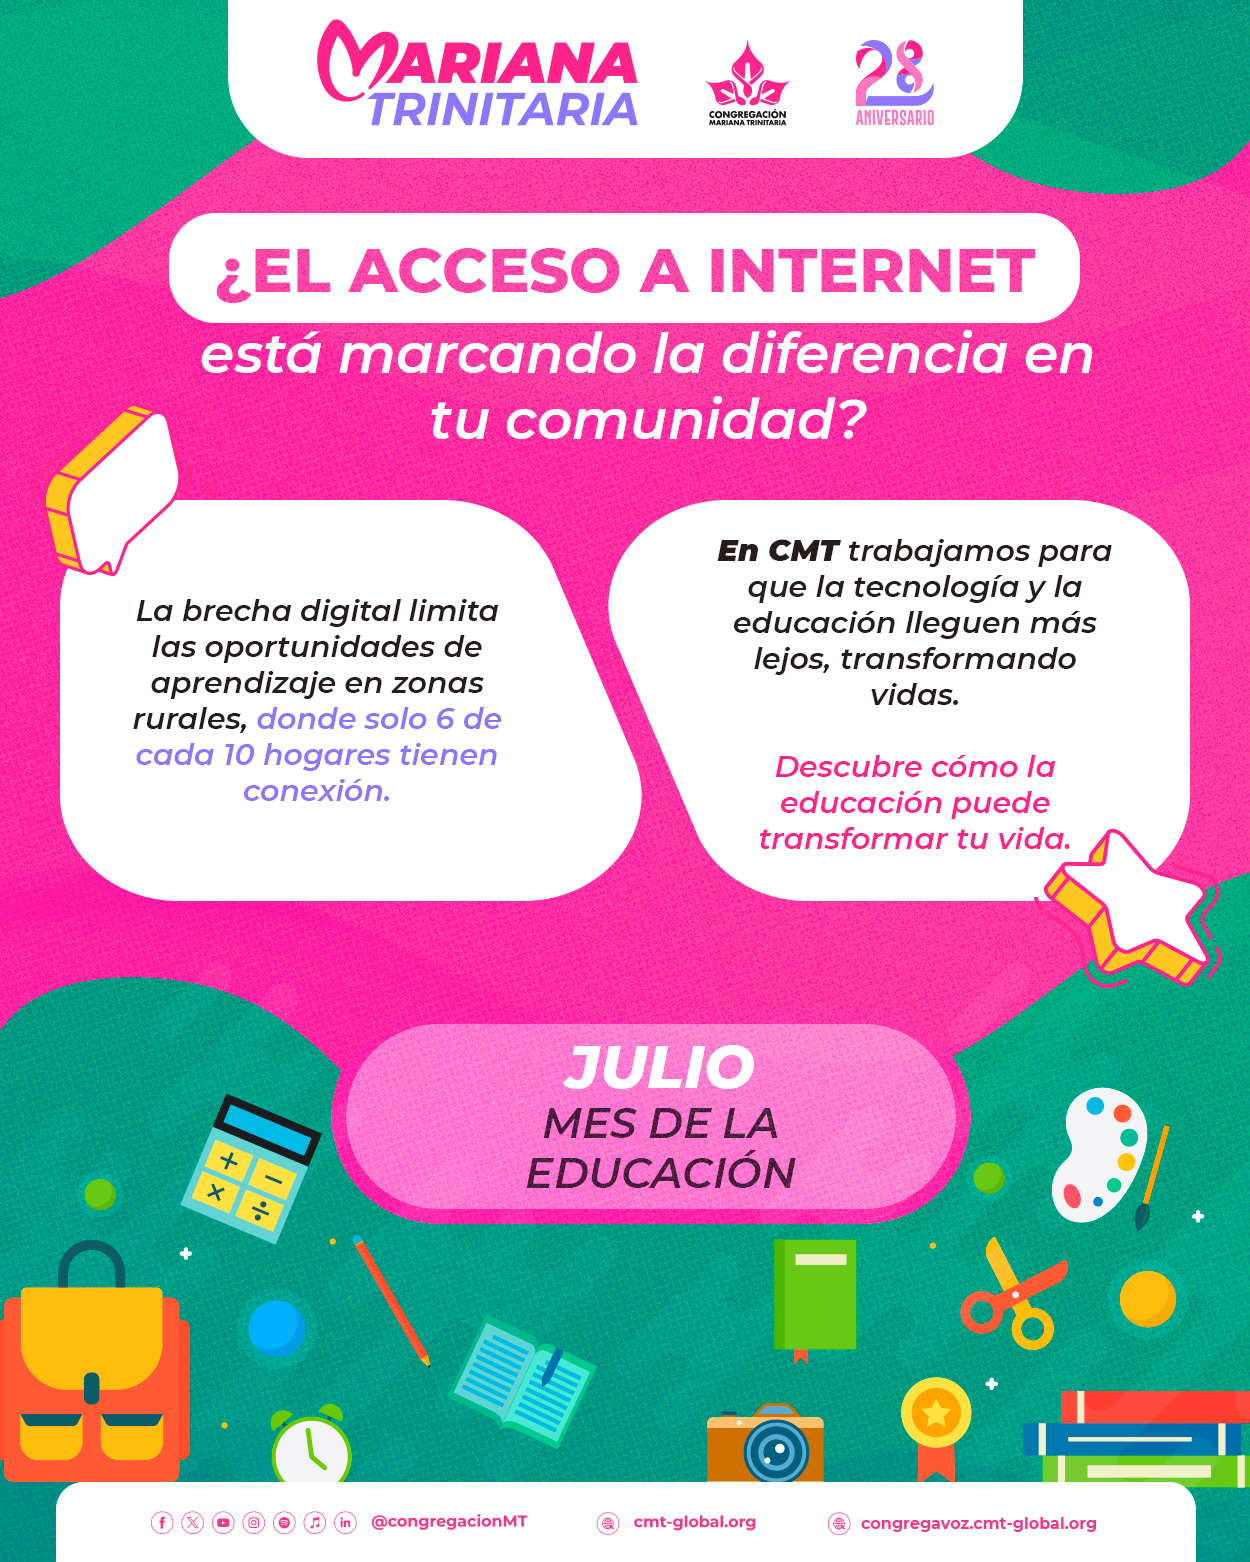 MARIANA
TRINITARIA
CONGREGACIÓN
MARIANA TRINITARIA
28
ANIVERSARIO
¿EL ACCESO A INTERNET
está marcando la diferencia en
tu comunidad?
La brecha digital limita
las oportunidades de
aprendizaje en zonas
rurales, donde solo 6 de
cada 10 hogares tienen
conexión.
En CMT trabajamos para
que la tecnología y la
educación lleguen más
lejos, transformando
vidas.
Descubre cómo la
educación puede
transformar tu vida.
JULIO
MES DE LA
EDUCACIÓN
@congregacionMT
cmt-global.org
congregavoz.cmt-global.org